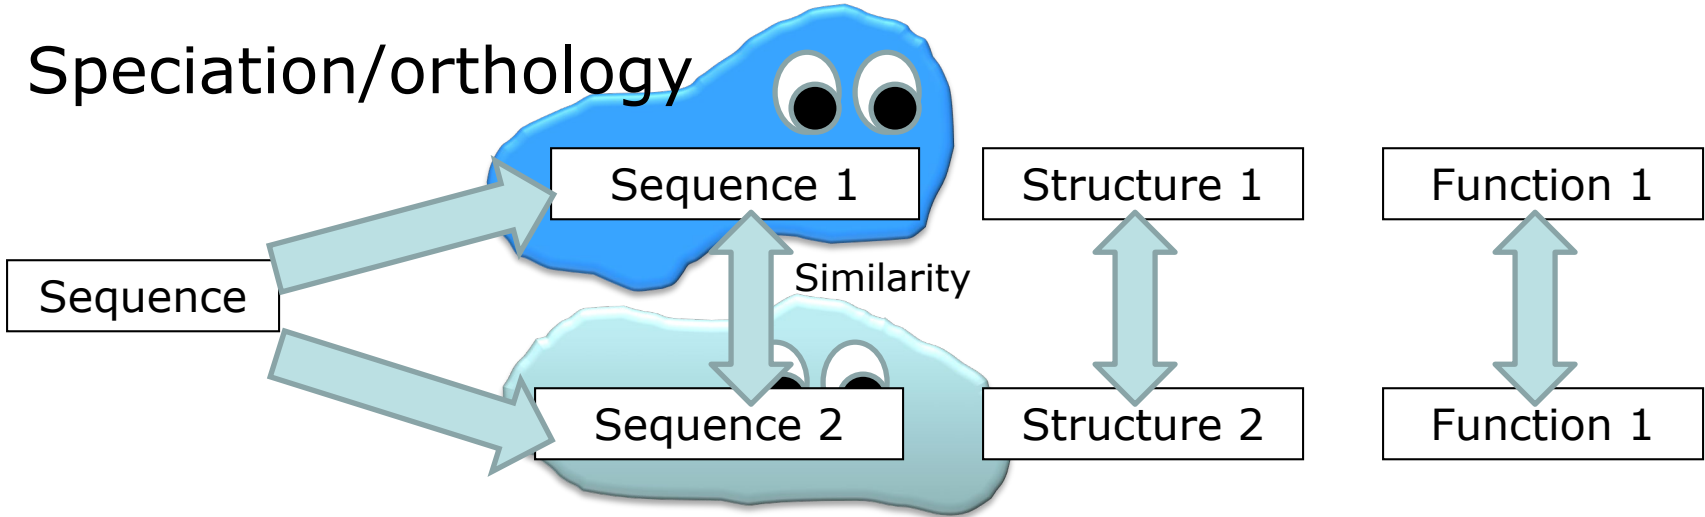 Speciation/orthology
Sequence 1
Structure 1
Function 1
Sequence
Similarity
Sequence 2
Structure 2
Function 1